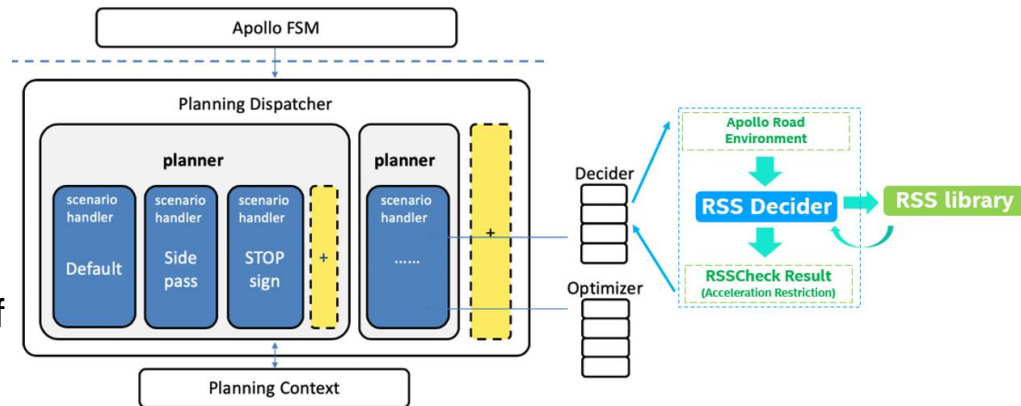 Apollo FSM
Planning Dispatcher
planner
scenario
handler
Default
scenario
handler
Side
pass
scenario
handler
STOP
sign
+
planner
scenario
handler
......
+
Planning Context
f
Decider
Optimizer
Apollo Road
Environment
RSS Decider
RSS library
RSSCheck Result
(Acceleration Restriction)